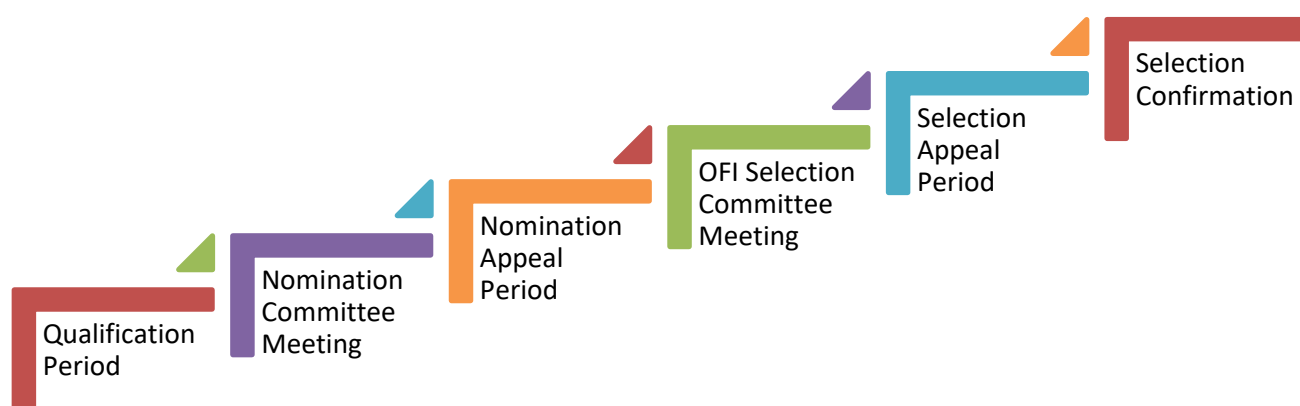 Qualification
Period
Nomination
Committee
Meeting
Nomination
Appeal
Period
OFI Selection
Committee
Meeting
Selection
Appeal
Period
Selection
Confirmation